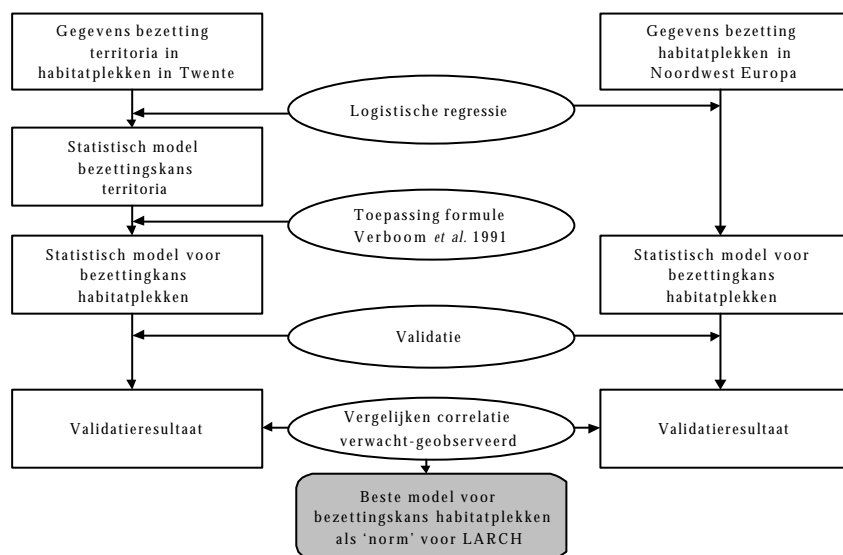 Gegevens bezetting
territoria in
habitatplekken in Twente
Gegevens bezetting
habitatplekken in
Noordwest Europa
Logistische regressie
Statistisch model
bezettingskans
territoria
Toepassing formule
Verboom et al. 1991
Statistisch model voor
bezettingkans
habitatplekken
Statistisch model voor
bezettingkans
habitatplekken
Validatie
Validatieresultaat
Vergelijken correlatie
verwacht-geobserveerd
Validatieresultaat
Beste model voor
bezettingskans habitatplekken
als ‘norm’ voor LARCH